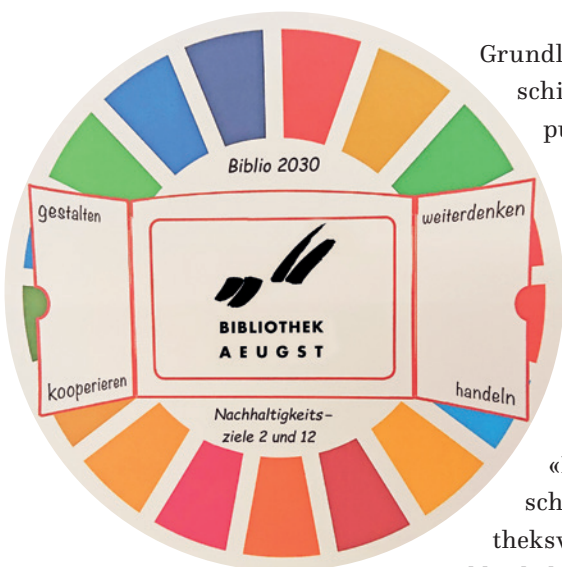 Biblio 2030
gestalten
weiterdenken
BIBLIOTHEK
AEUGST
kooperieren
handeln
Nachhaltigkeits-
ziele 2 und 12